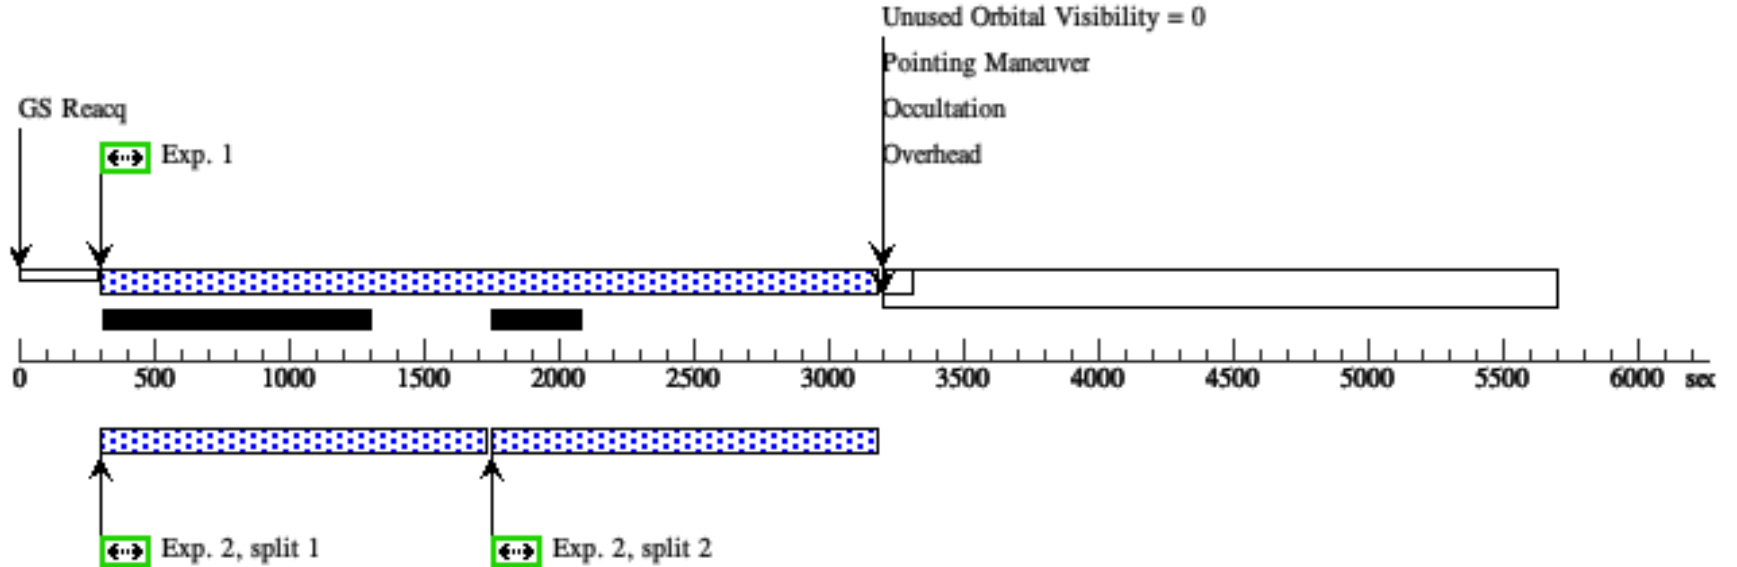 Unused Orbital Visibility = 0
Pointing Maneuver
GS Reacq
Occultation
Exp. 1
Overhead
0 500 1000 1500 2000 2500 3000 3500 4000 4500 5000 5500 6000 sec
Exp. 2, split 1
Exp. 2, split 2